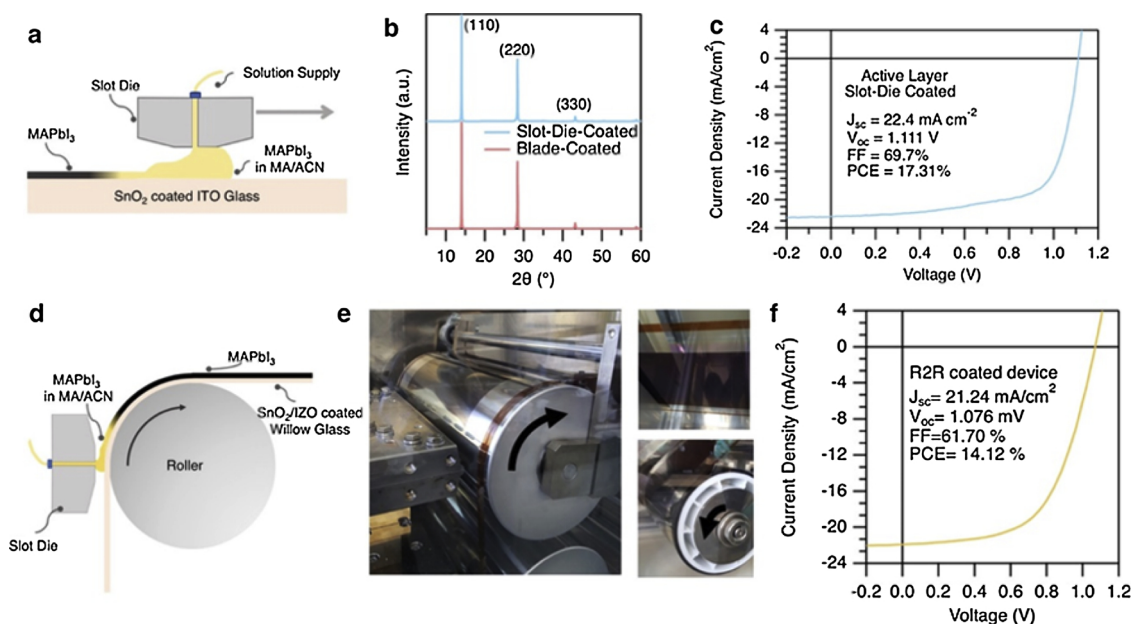 a
Solution Supply
Slot Die
MAPbI₃
MAPbI₃
in MA/ACN
SnO₂ coated ITO Glass
b
(110)
(220)
(330)
Slot-Die-Coated
Blade-Coated
Intensity (a.u.)
10 20 30 40 50 60
2θ (°)
c
4
0
-4
-8
-12
-16
-20
-24
Current Density (mA/cm²)
Active Layer
Slot-Die Coated
Jsc = 22.4 mA cm⁻²
Voc = 1.111 V
FF = 69.7%
PCE = 17.31%
-0.2 0.0 0.2 0.4 0.6 0.8 1.0 1.2
Voltage (V)
d
MAPbI₃
MAPbI₃
in MA/ACN
SnO₂/IZO coated
Willow Glass
Roller
Slot Die
e
f
4
0
-4
-8
-12
-16
-20
-24
Current Density (mA/cm²)
R2R coated device
Jsc= 21.24 mA/cm²
Voc= 1.076 mV
FF=61.70 %
PCE= 14.12 %
-0.2 0.0 0.2 0.4 0.6 0.8 1.0 1.2
Voltage (V)